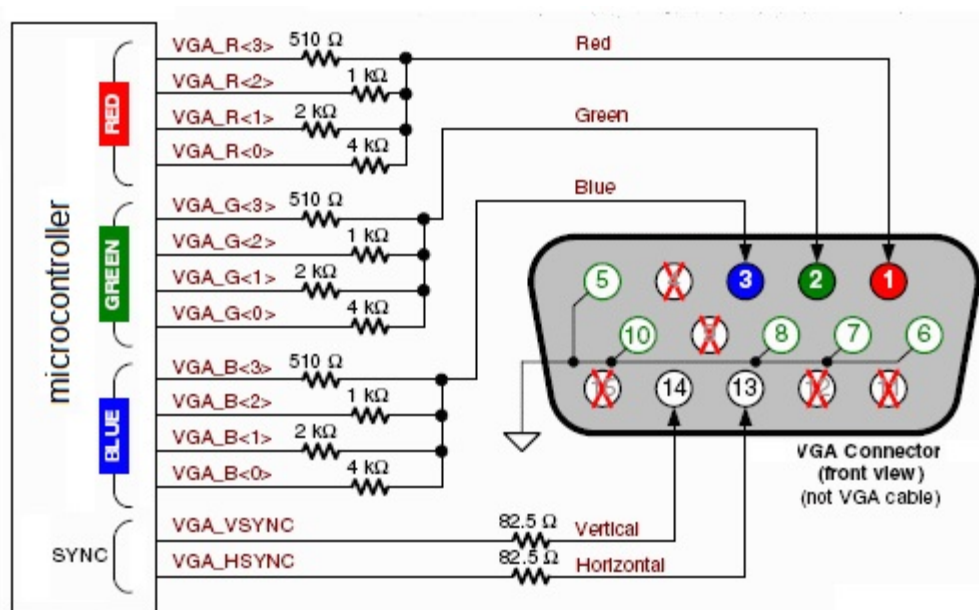 microcontroller
RED
VGA_R<3> 510 Ω
VGA_R<2> 1 kΩ
VGA_R<1> 2 kΩ
VGA_R<0> 4 kΩ
Red
GREEN
VGA_G<3> 510 Ω
VGA_G<2> 1 kΩ
VGA_G<1> 2 kΩ
VGA_G<0> 4 kΩ
Green
BLUE
VGA_B<3> 510 Ω
VGA_B<2> 1 kΩ
VGA_B<1> 2 kΩ
VGA_B<0> 4 kΩ
Blue
SYNC
VGA_VSYNC 82.5 Ω Vertical
VGA_HSYNC 82.5 Ω Horizontal
5 3 2 1
10 8 7 6
14 13
VGA Connector
(front view)
(not VGA cable)